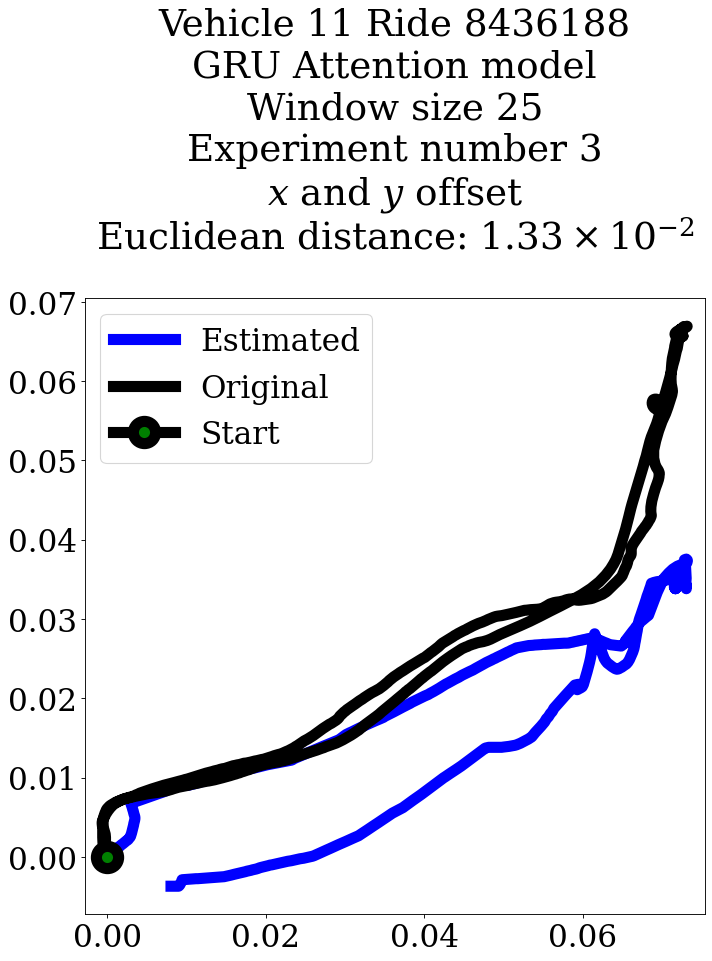 Vehicle 11 Ride 8436188
GRU Attention model
Window size 25
Experiment number 3
x and y offset
Euclidean distance: 1.33 × 10⁻²
0.07
Estimated
0.06
Original
Start
0.05
0.04
0.03
0.02
0.01
0.00
0.00 0.02 0.04 0.06